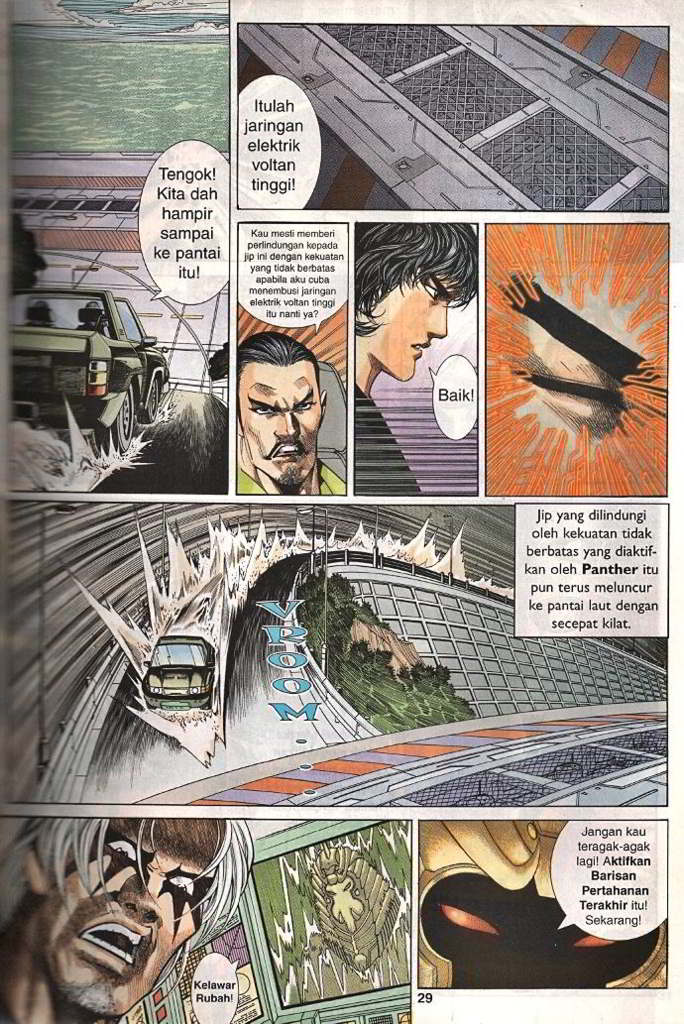 Tengok!
Kita dah
hampir
sampai
ke pantai
itu!
Itulah
jaringan
elektrik
voltan
tinggi!
Kau mesti memberi
perlindungan kepada
jip ini dengan kekuatan
yang tidak berbatas
apabila aku cuba
menembusi jaringan
elektrik voltan tinggi
itu nanti ya?
Baik!
Jip yang dilindungi
oleh kekuatan tidak
berbatas yang diaktif-
kan oleh Panther itu
pun terus meluncur
ke pantai laut dengan
secepat kilat.
VROOM
Kelawar
Rubah!
Jangan kau
teragak-agak
lagi! Aktifkan
Barisan
Pertahanan
Terakhir itu!
Sekarang!
29